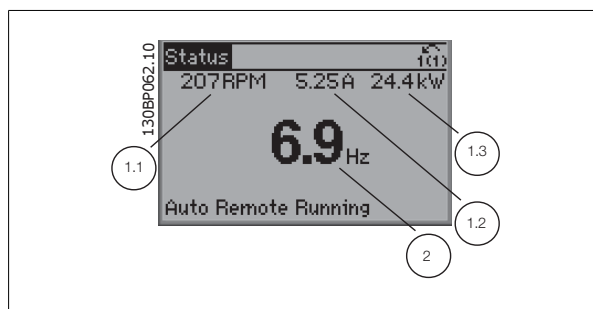 130BP062.10
Status
1(1)
207RPM 5.25A 24.4kW
6.9Hz
Auto Remote Running
1.1
1.3
1.2
2